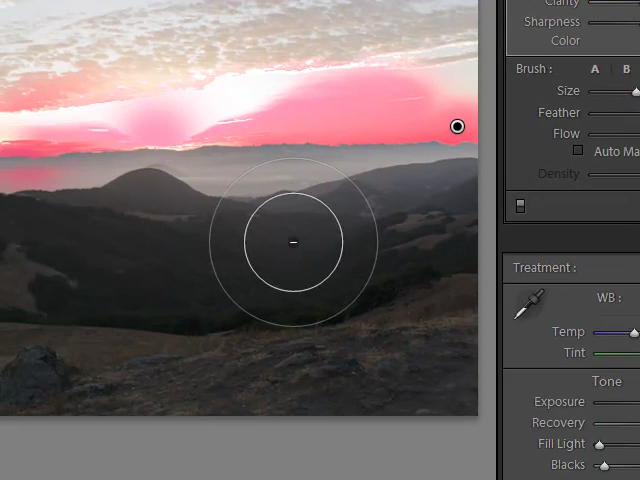 Clarity
Sharpness
Color
Brush : A B
Size
Feather
Flow
Auto Ma
Density
Treatment :
WB :
Temp
Tint
Tone
Exposure
Recovery
Fill Light
Blacks